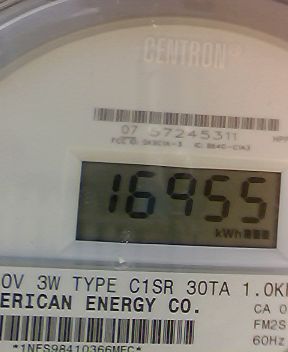 CENTRON®
07 57245311
16955
kWh
0V 3W TYPE C1SR 30TA 1.0K
ERICAN ENERGY CO.
CA 0
FM2S
60Hz
*1NFS98410366MEC*